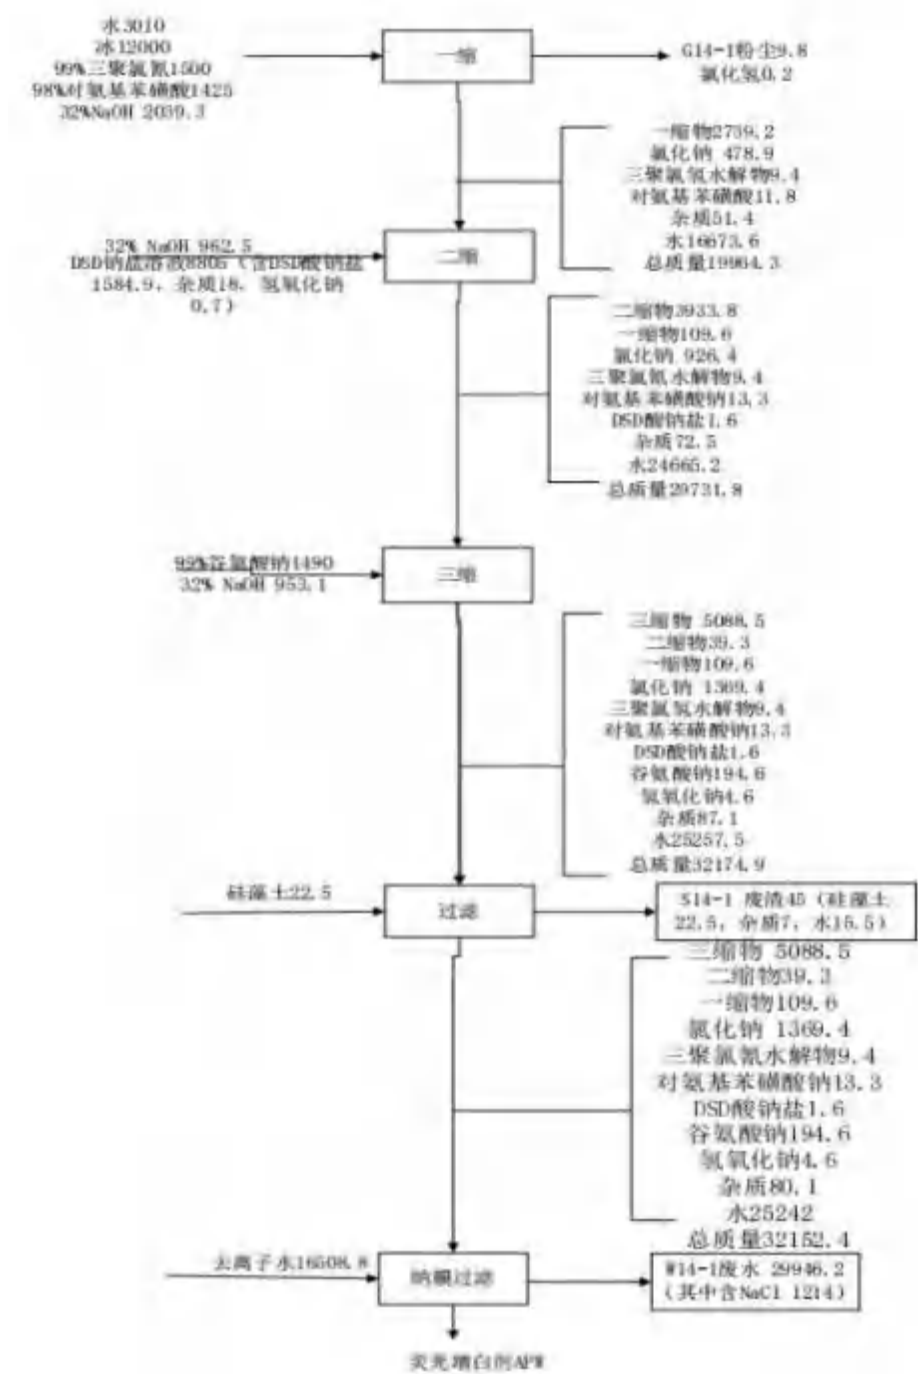 水3010
冰12000
99%三聚氯氰1500
98%对氨基苯磺酸1425
32%NaOH 2039.3
一缩
G14-1粉尘9.8
氯化氢0.2
一缩物2739.2
氯化钠 478.9
三聚氯氢水解物9.4
对氨基苯磺酸11.8
杂质51.4
水16673.6
总质量19964.3
32% NaOH 962.5
DSD钠盐溶液8805（含DSD酸钠盐
1584.9，杂质18，氢氧化钠
0.7）
二缩
二缩物3933.8
一缩物109.6
氯化钠 926.4
三聚氯氰水解物9.4
对氨基苯磺酸钠13.3
DSD酸钠盐1.6
杂质72.5
水24665.2
总质量29731.8
99%谷氨酸钠1490
32% NaOH 953.1
三缩
三缩物 5088.5
二缩物39.3
一缩物109.6
氯化钠 1369.4
三聚氯氢水解物9.4
对氨基苯磺酸钠13.3
DSD酸钠盐1.6
谷氨酸钠194.6
氢氧化钠4.6
杂质87.1
水25257.5
总质量32174.9
硅藻土22.5
过滤
S14-1 废渣45（硅藻土
22.5，杂质7，水15.5）
三缩物 5088.5
二缩物39.3
一缩物109.6
氯化钠 1369.4
三聚氯氰水解物9.4
对氨基苯磺酸钠13.3
DSD酸钠盐1.6
谷氨酸钠194.6
氢氧化钠4.6
杂质80.1
水25242
总质量32152.4
去离子水16508.8
纳膜过滤
W14-1废水 29946.2
（其中含NaCl 1214）
荧光增白剂APW